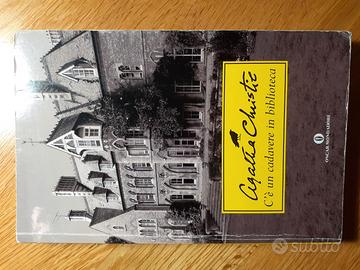 Agatha Christie
C'è un cadavere in biblioteca
OSCAR MONDADORI
subito